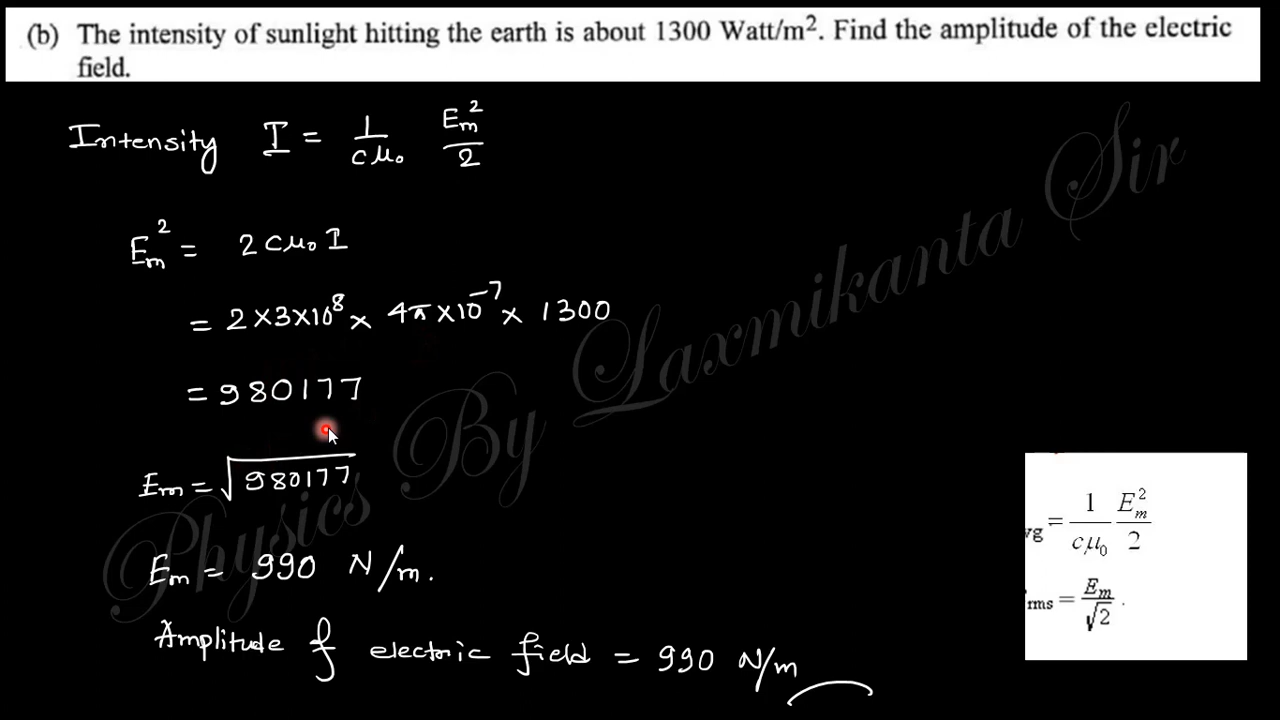 (b) The intensity of sunlight hitting the earth is about 1300 Watt/m². Find the amplitude of the electric
field.
Intensity I = 1/cμ₀ Em²/2
Em² = 2cμ₀I
= 2×3×10⁸ × 4π×10⁻⁷ × 1300
= 980177
Em = √980177
Em = 990 N/m.
Amplitude of electric field = 990 N/m
vg = 1/cμ₀ Em²/2
rms = Em/√2 .
Physics By Laxmikanta Sir